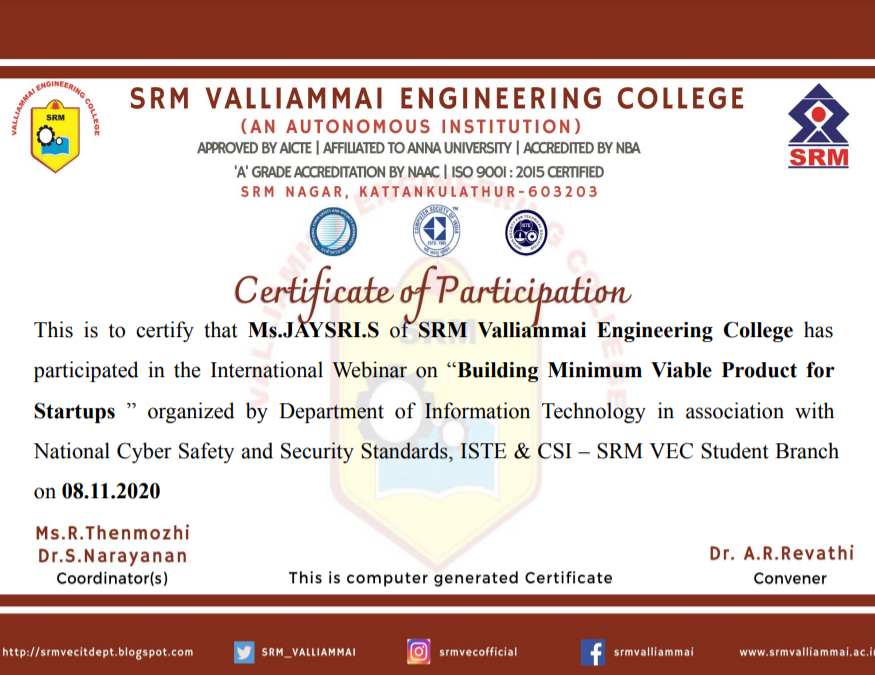 VALLIAMMAI ENGINEERING COLLEGE
SRM
SRM VALLIAMMAI ENGINEERING COLLEGE
(AN AUTONOMOUS INSTITUTION)
APPROVED BY AICTE | AFFILIATED TO ANNA UNIVERSITY | ACCREDITED BY NBA
'A' GRADE ACCREDITATION BY NAAC | ISO 9001 : 2015 CERTIFIED
SRM NAGAR, KATTANKULATHUR-603203
SRM
COMPUTER SOCIETY OF INDIA
ISTE
Certificate of Participation
This is to certify that Ms.JAYSRI.S of SRM Valliammai Engineering College has
participated in the International Webinar on “Building Minimum Viable Product for
Startups ” organized by Department of Information Technology in association with
National Cyber Safety and Security Standards, ISTE & CSI – SRM VEC Student Branch
on 08.11.2020
Ms.R.Thenmozhi
Dr.S.Narayanan
Coordinator(s)
This is computer generated Certificate
Dr. A.R.Revathi
Convener
http://srmvecitdept.blogspot.com
SRM_VALLIAMMAI
srmvecofficial
srmvalliammai
www.srmvalliammai.ac.in